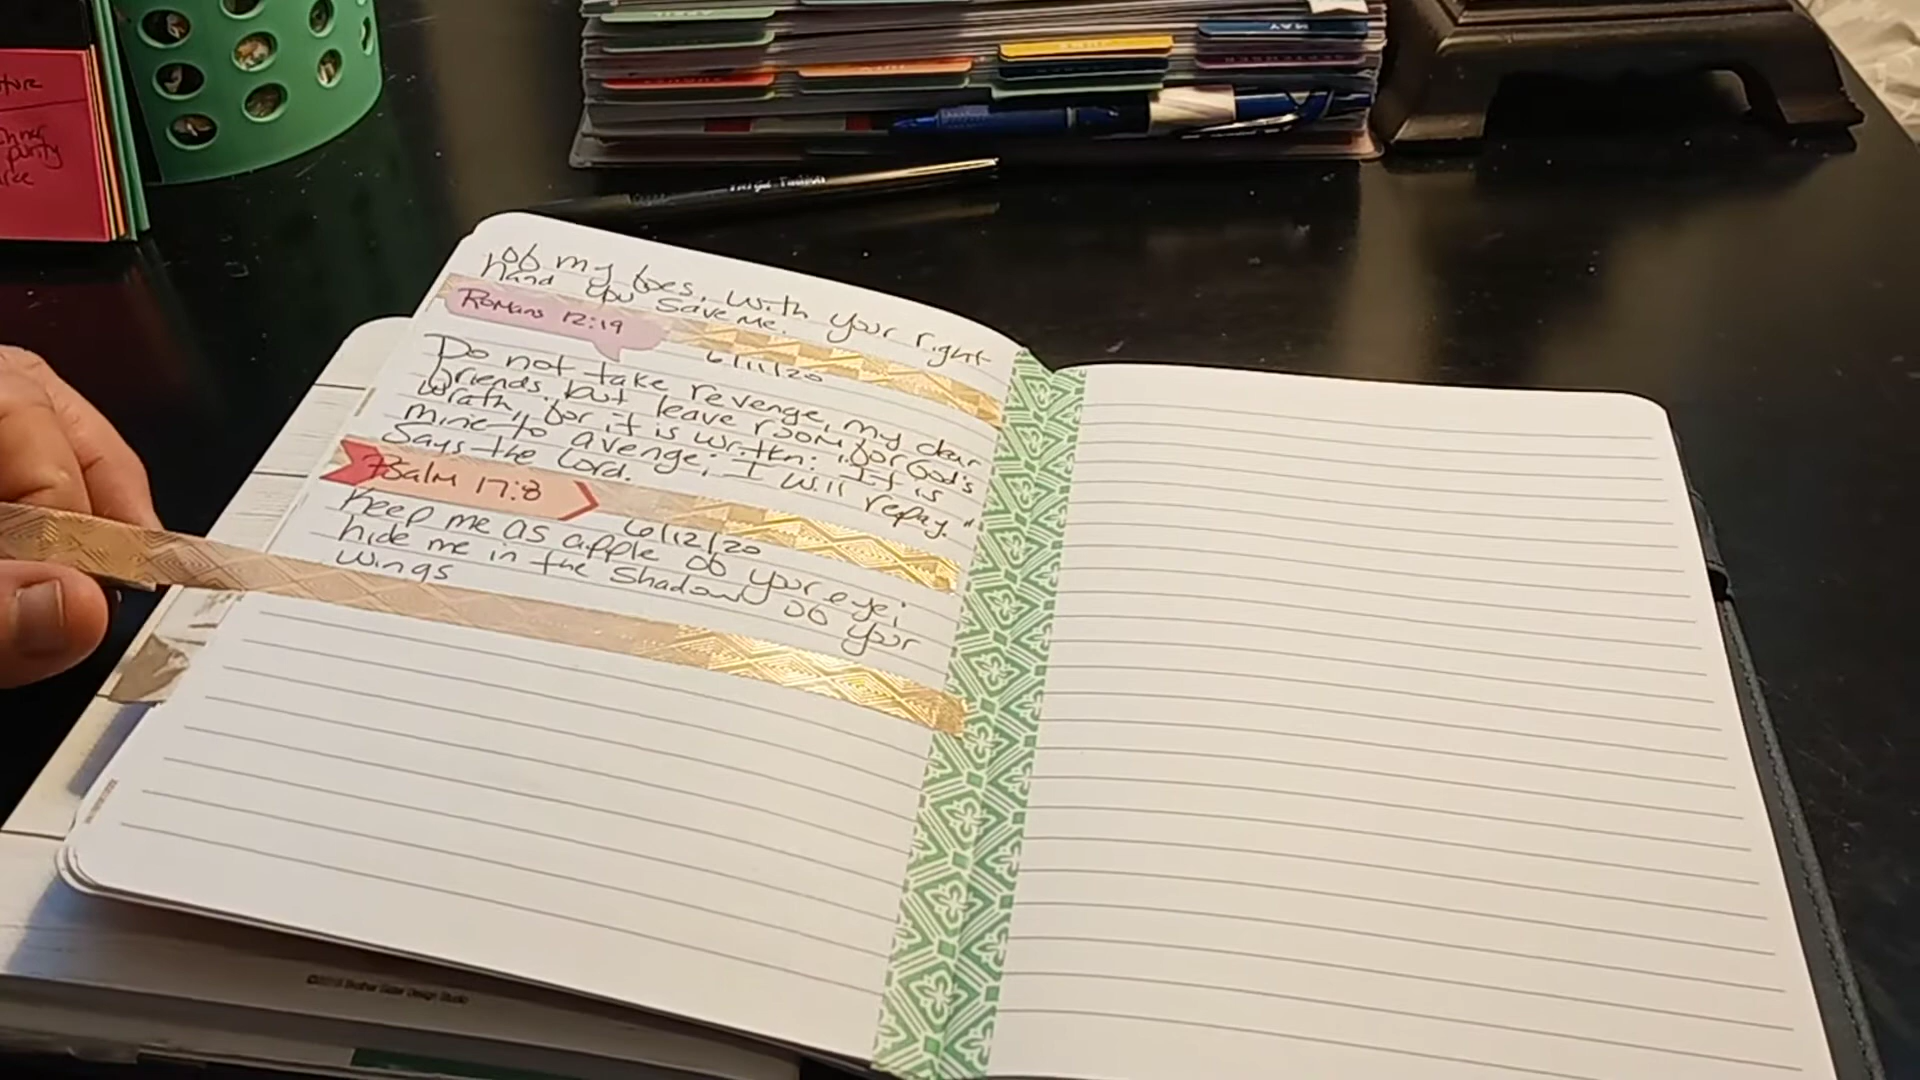 of my foes. with your right
hand you save me.
Romans 12:19
6/11/20
Do not take revenge, my dear
friends, but leave room for God's
wrath, for it is written: "It is
mine to avenge; I will repay."
Says the Lord.
Psalm 17:8
6/12/20
Keep me as apple of your eye;
hide me in the shadow of your
wings
MAY
purity